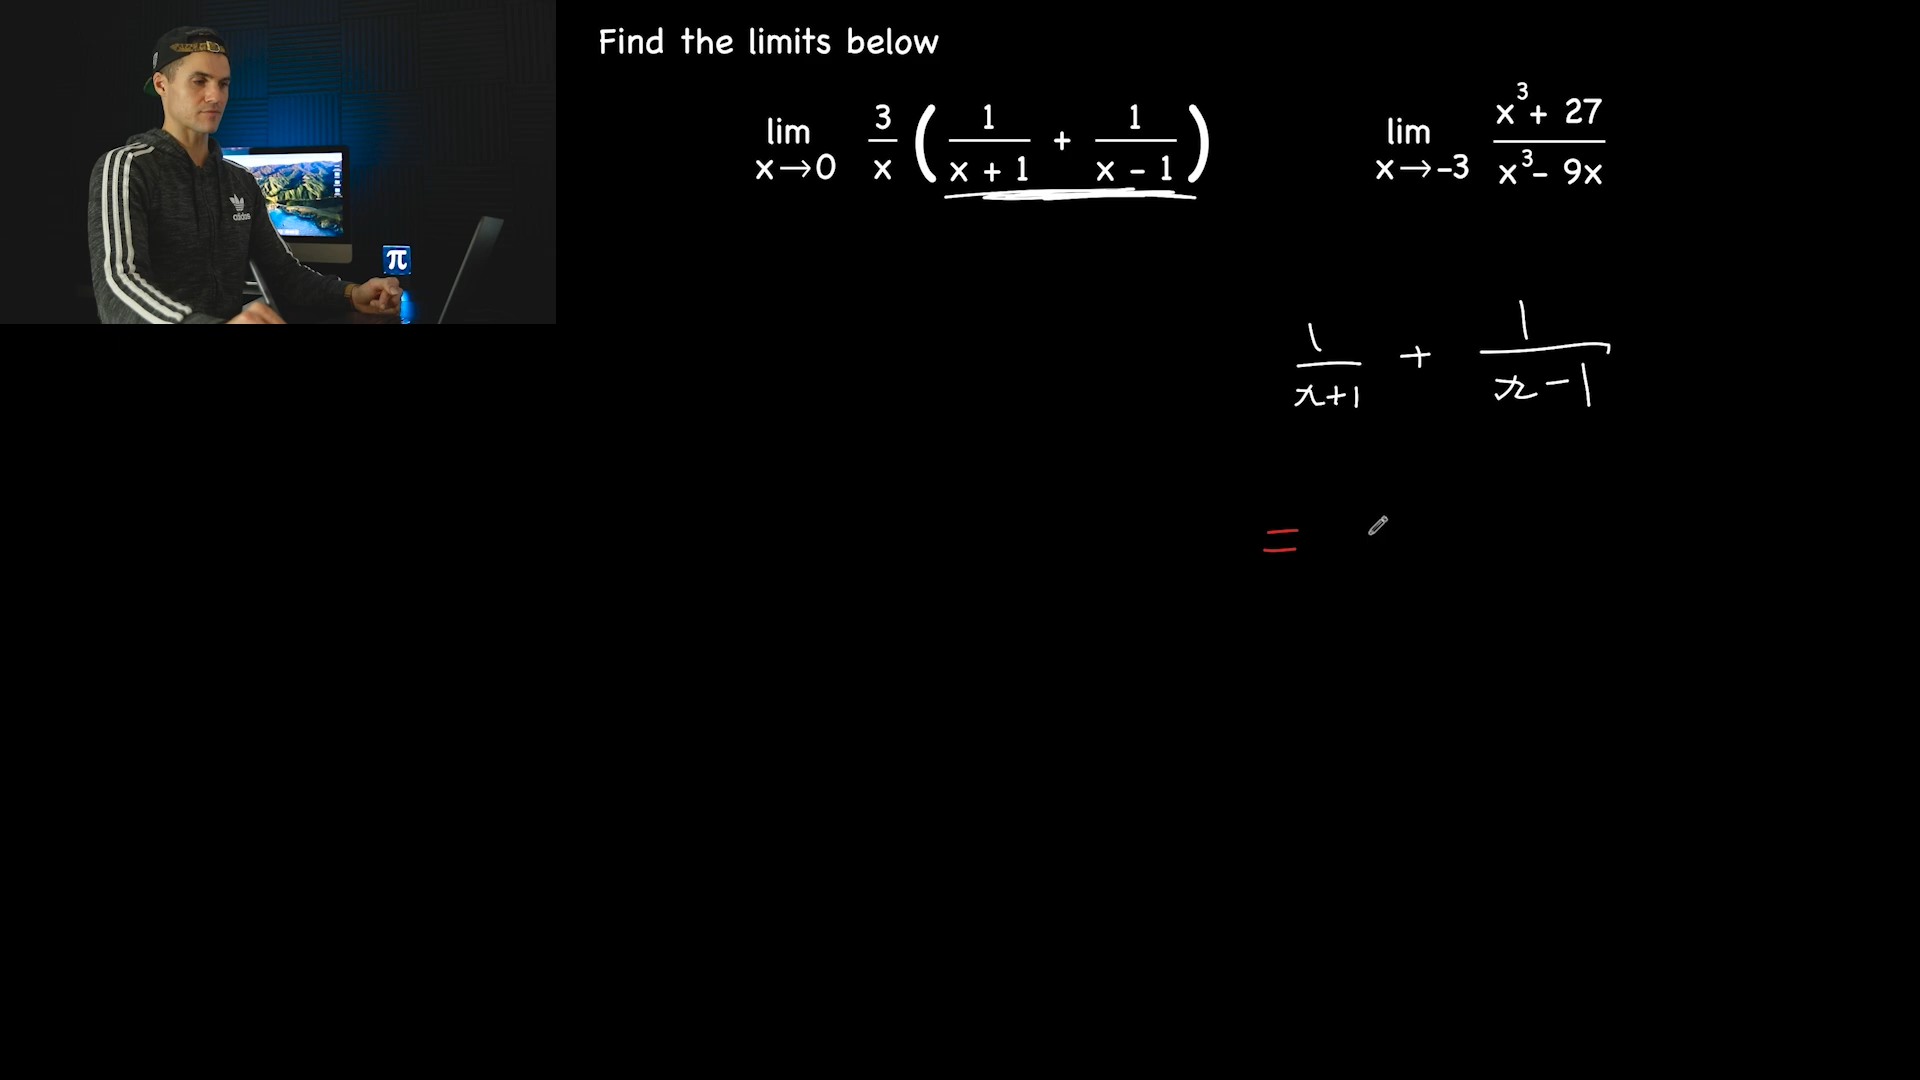 Find the limits below
lim x→0 3/x ( 1/(x + 1) + 1/(x - 1) )
lim x→-3 (x³ + 27)/(x³ - 9x)
adidas
π
1/(x+1) + 1/(x-1)
=